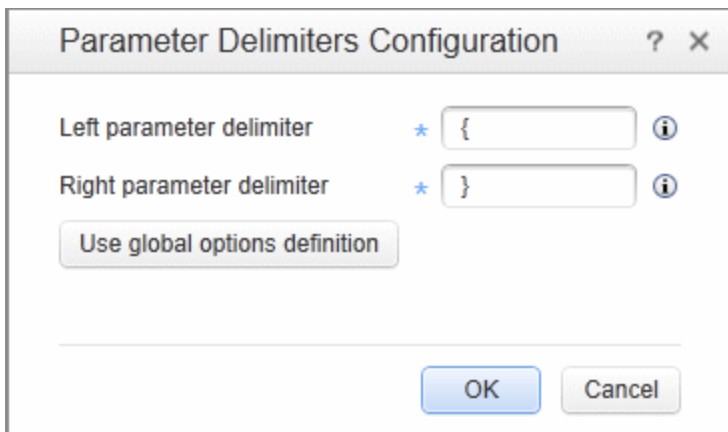 Parameter Delimiters Configuration ? ×
Left parameter delimiter * { i
Right parameter delimiter * } i
Use global options definition
OK Cancel